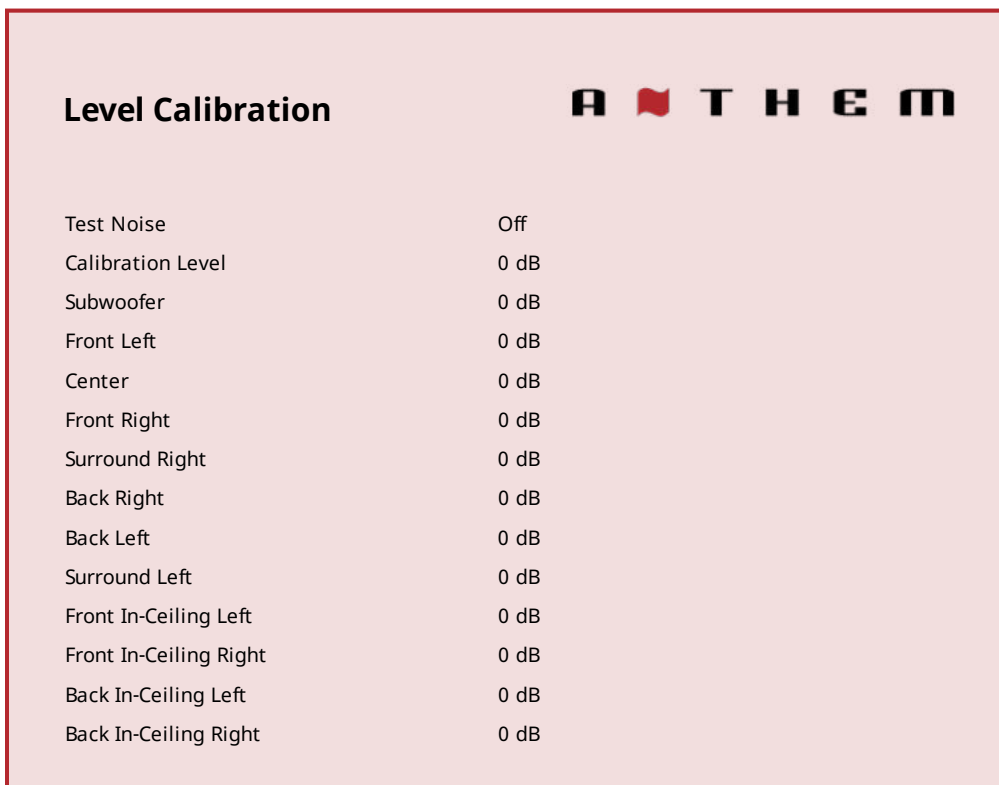 Level Calibration
ANTHEM
Test Noise Off
Calibration Level 0 dB
Subwoofer 0 dB
Front Left 0 dB
Center 0 dB
Front Right 0 dB
Surround Right 0 dB
Back Right 0 dB
Back Left 0 dB
Surround Left 0 dB
Front In-Ceiling Left 0 dB
Front In-Ceiling Right 0 dB
Back In-Ceiling Left 0 dB
Back In-Ceiling Right 0 dB